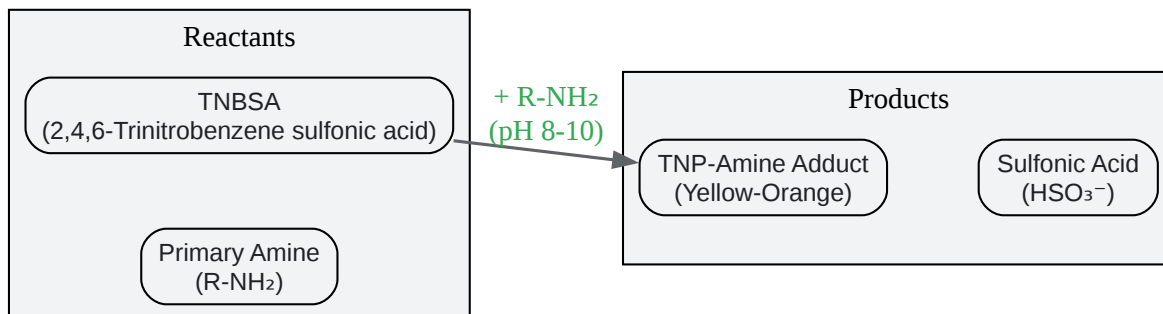 Reactants
TNBSA
(2,4,6-Trinitrobenzene sulfonic acid)
Primary Amine
(R-NH₂)
+ R-NH₂
(pH 8-10)
Products
TNP-Amine Adduct
(Yellow-Orange)
Sulfonic Acid
(HSO₃⁻)